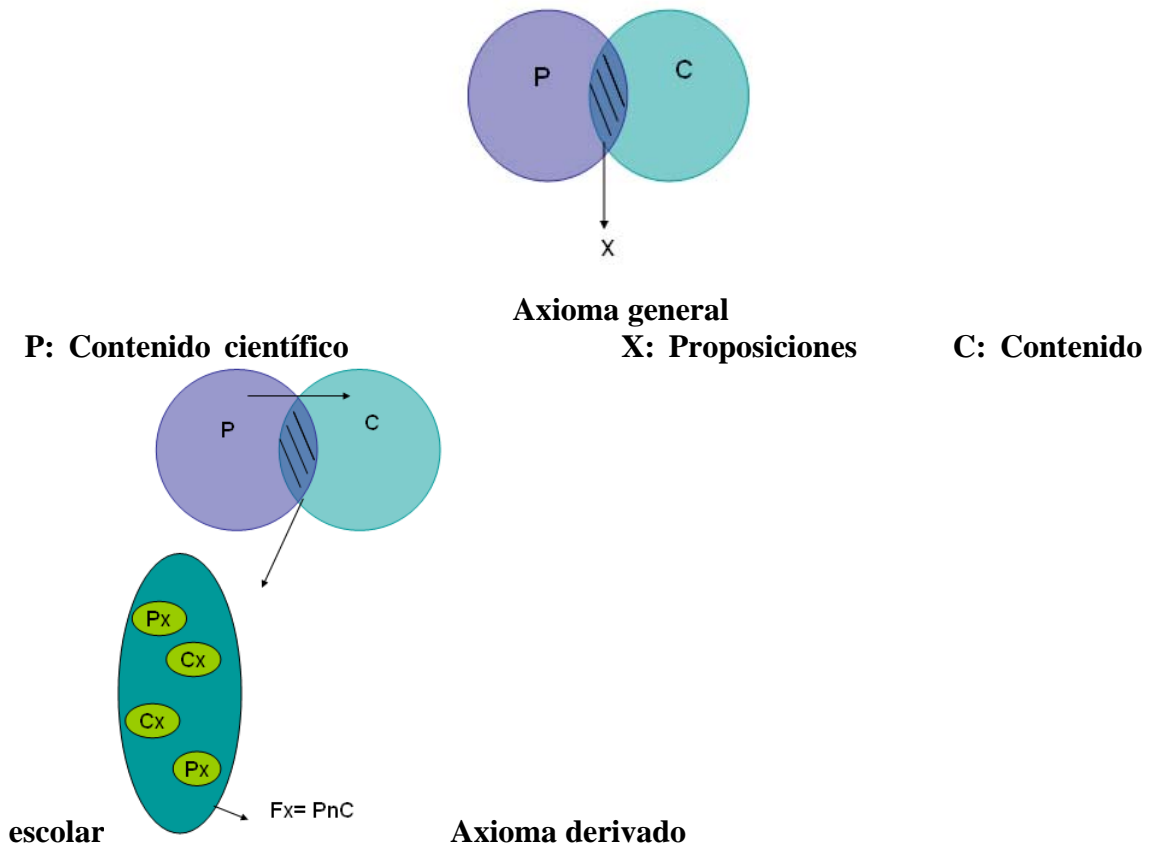 P C
X
Axioma general
P: Contenido científico X: Proposiciones C: Contenido
P C
Px
Cx
Cx
Px
Fx= PnC
escolar Axioma derivado